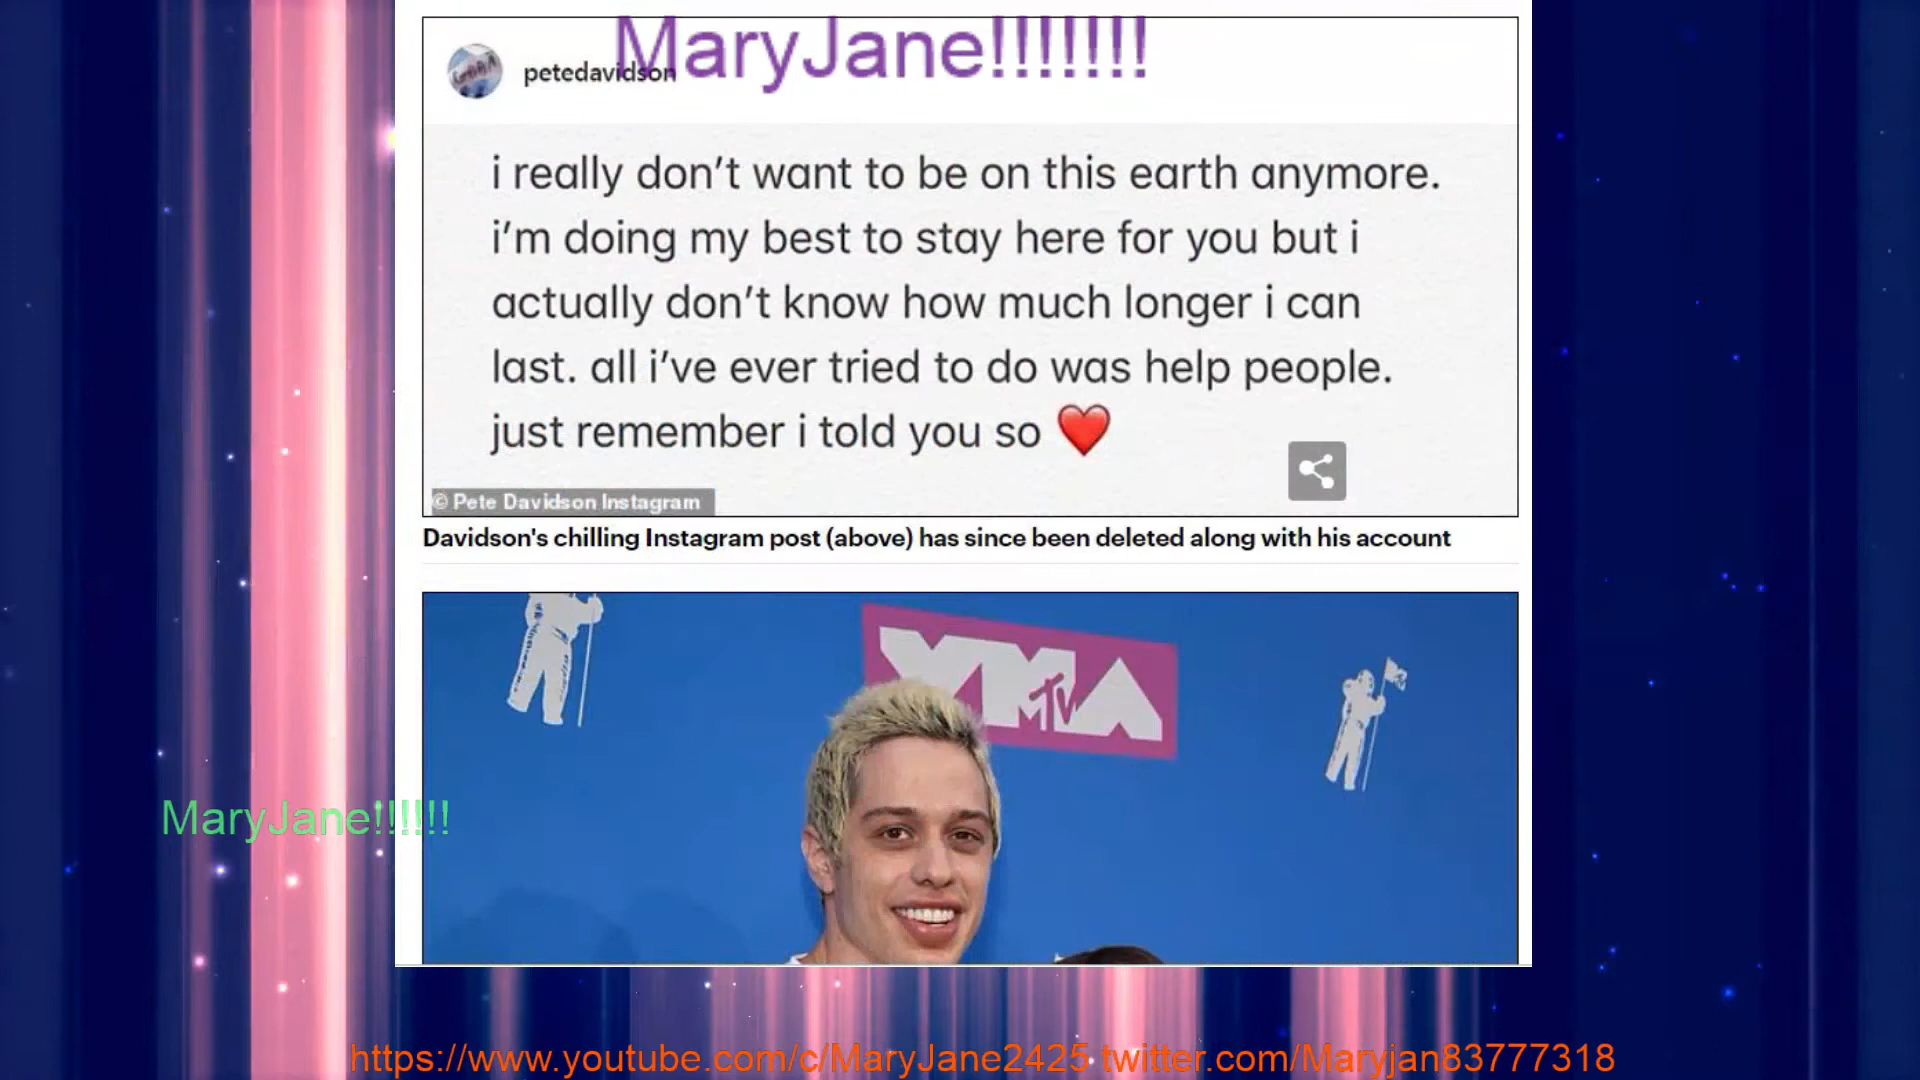 MaryJane!!!!!!!
petedavidson
i really don't want to be on this earth anymore.
i'm doing my best to stay here for you but i
actually don't know how much longer i can
last. all i've ever tried to do was help people.
just remember i told you so ❤️
© Pete Davidson Instagram
Davidson's chilling Instagram post (above) has since been deleted along with his account
VMA
MTV
MaryJane!!!!!!
https://www.youtube.com/c/MaryJane2425 twitter.com/Maryjan83777318